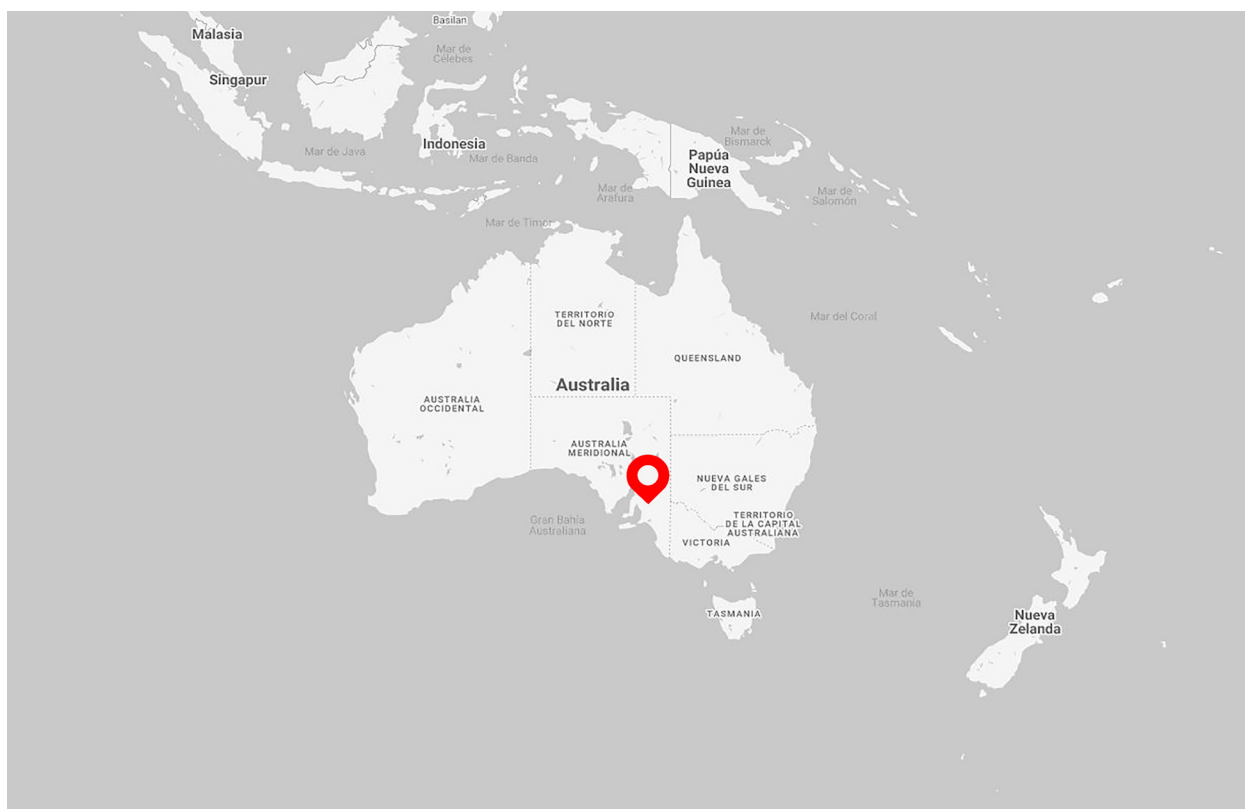 Basilan
Malasia
Mar de
Célebes
Singapur
Mar de
Bismarck
Indonesia
Mar de Java
Mar de Banda
Papúa
Nueva
Guinea
Mar de
Arafura
Mar de
Salomón
Mar de Timor
TERRITORIO
DEL NORTE
Mar del Coral
QUEENSLAND
Australia
AUSTRALIA
OCCIDENTAL
AUSTRALIA
MERIDIONAL
NUEVA GALES
DEL SUR
Gran Bahía
Australiana
TERRITORIO
DE LA CAPITAL
AUSTRALIANA
VICTORIA
Mar de
Tasmania
TASMANIA
Nueva
Zelanda